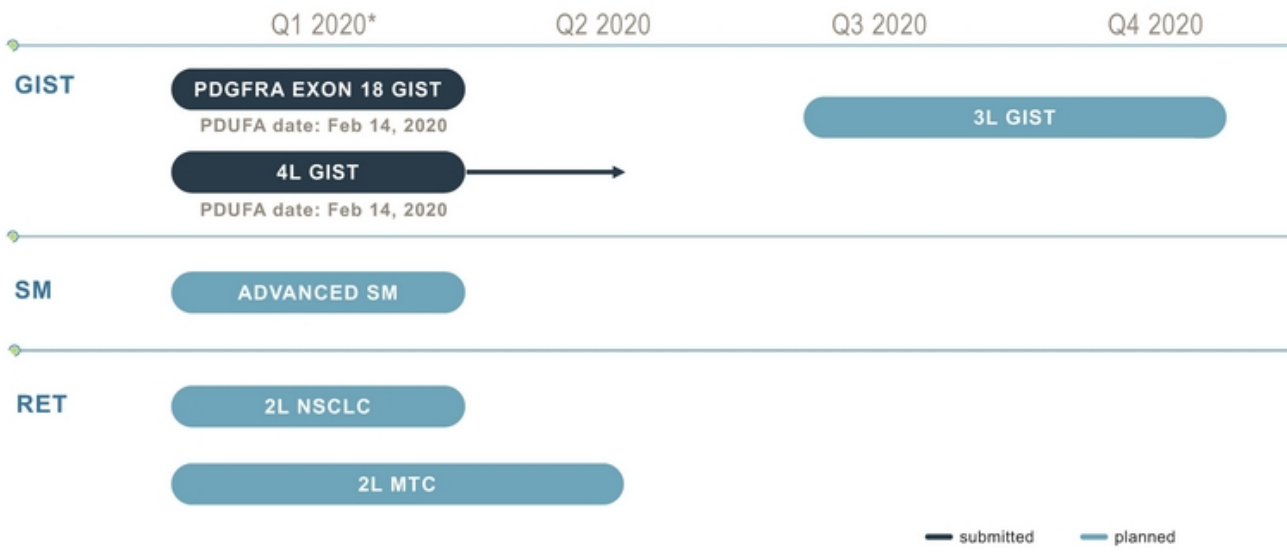 Q1 2020* Q2 2020 Q3 2020 Q4 2020
GIST
PDGFRA EXON 18 GIST
PDUFA date: Feb 14, 2020
3L GIST
4L GIST
PDUFA date: Feb 14, 2020
SM
ADVANCED SM
RET
2L NSCLC
2L MTC
submitted planned